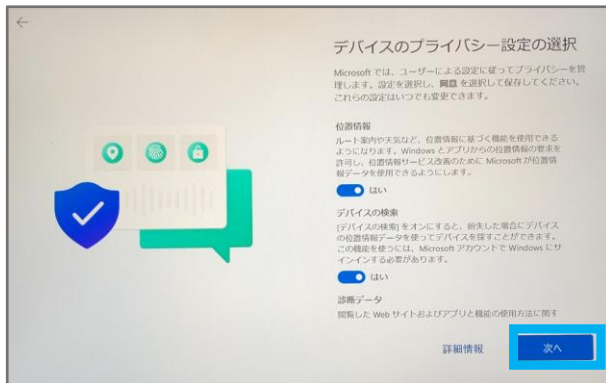 デバイスのプライバシー設定の選択
Microsoft では、ユーザーによる設定に従ってプライバシーを管
理します。設定を選択し、同意 を選択して保存してください。
これらの設定はいつでも変更できます。
位置情報
ルート案内や天気など、位置情報に基づく機能を使用できる
ようになります。Windows とアプリからの位置情報の要求を
許可し、位置情報サービス改善のために Microsoft が位置情
報データを使用できるようにします。
はい
デバイスの検索
[デバイスの検索] をオンにすると、紛失した場合にデバイス
の位置情報データを使ってデバイスを探すことができます。
この機能を使うには、Microsoft アカウントで Windows にサ
インインする必要があります。
はい
診断データ
閲覧した Web サイトおよびアプリと機能の使用方法に関す
詳細情報
次へ